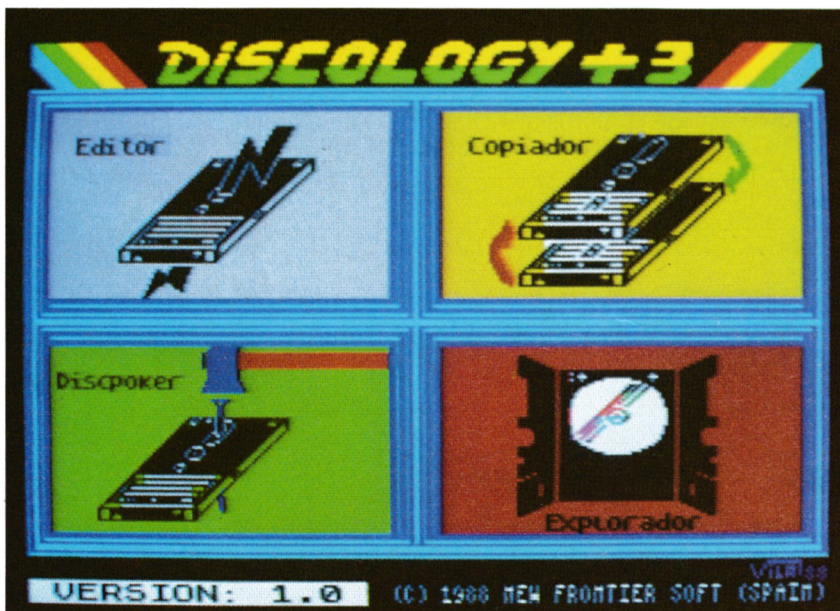 DiSCOLOGY +3
Editor
Copiador
Discpoker
Explorador
VERSION: 1.0
(C) 1988 NEW FRONTIER SOFT (SPAIN)